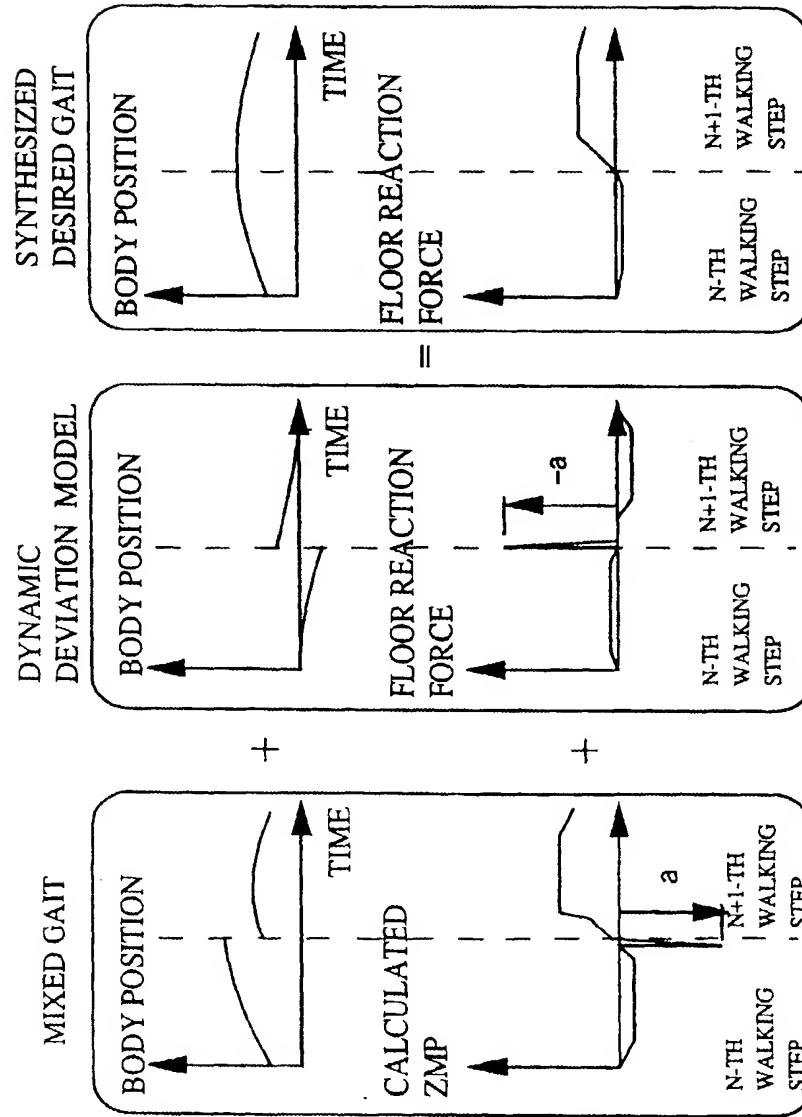 MIXED GAIT
BODY POSITION
TIME
CALCULATED
ZMP
a
N-TH
WALKING
STEP
N+1-TH
WALKING
STEP
+
+
DYNAMIC
DEVIATION MODEL
BODY POSITION
TIME
FLOOR REACTION
FORCE
-a
N-TH
WALKING
STEP
N+1-TH
WALKING
STEP
=
SYNTHESIZED
DESIRED GAIT
BODY POSITION
TIME
FLOOR REACTION
FORCE
N-TH
WALKING
STEP
N+1-TH
WALKING
STEP